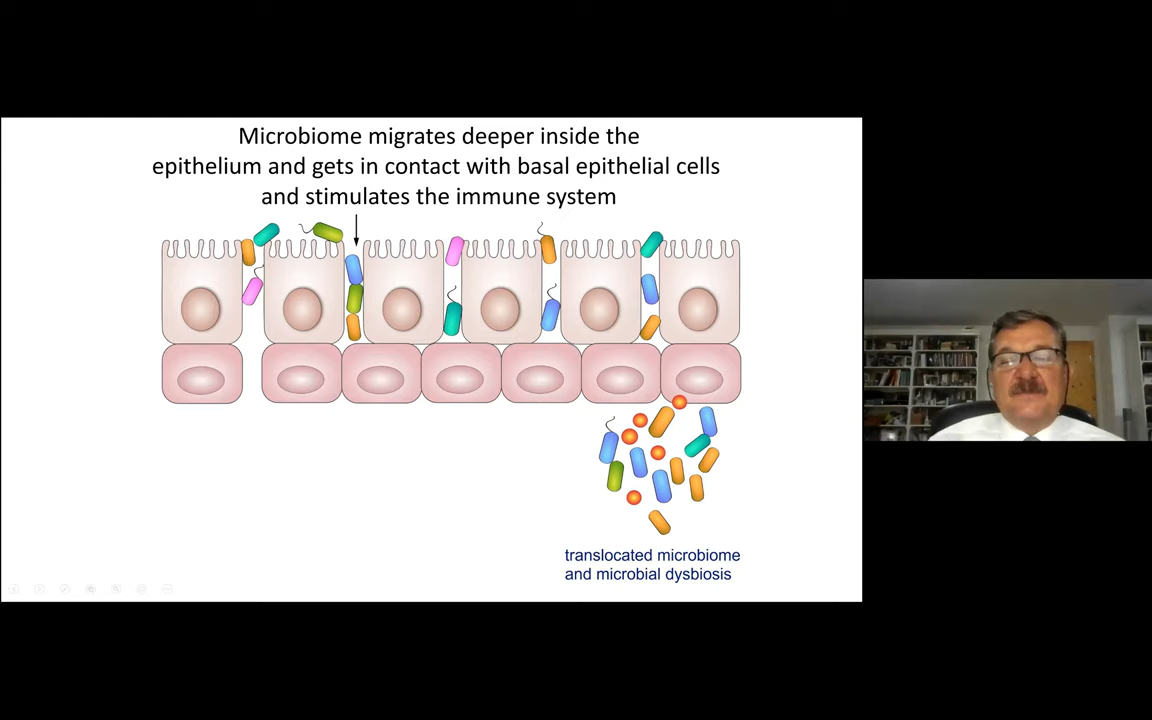 Microbiome migrates deeper inside the
epithelium and gets in contact with basal epithelial cells
and stimulates the immune system
translocated microbiome
and microbial dysbiosis